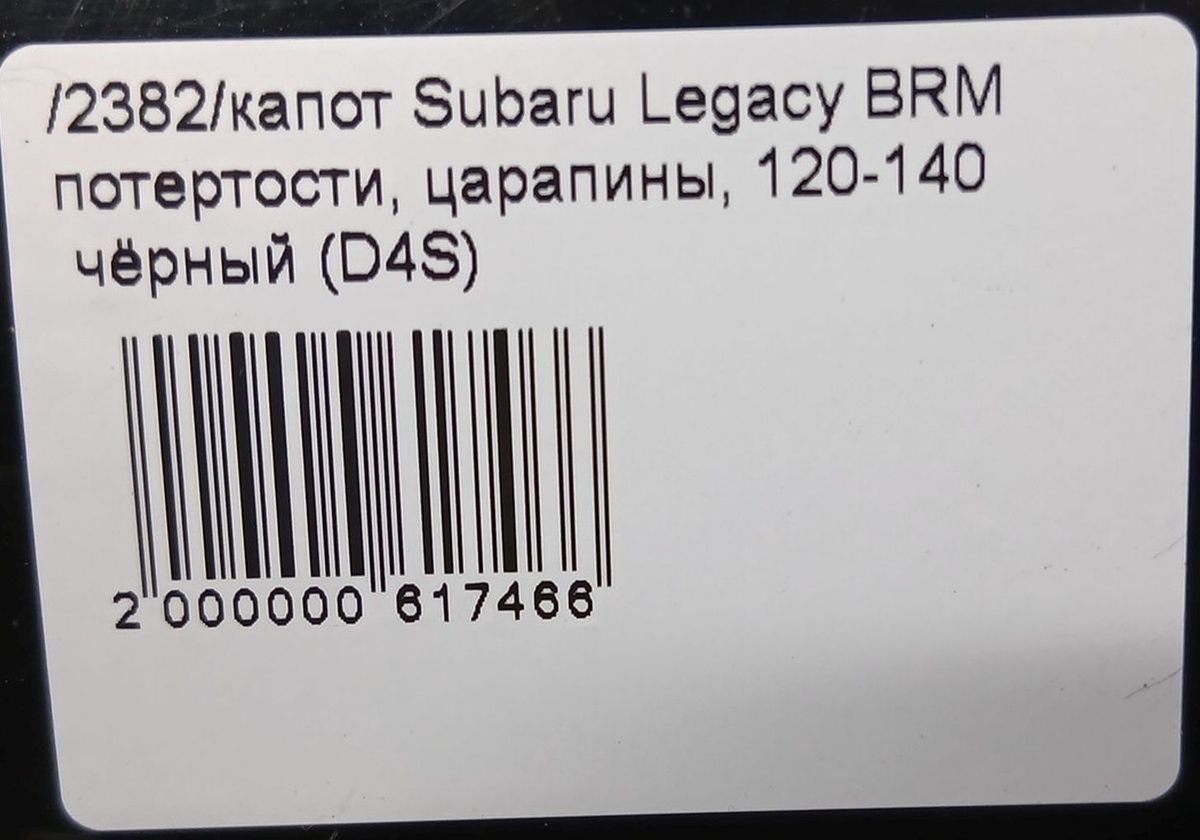 /2382/капот Subaru Legacy BRM
потертости, царапины, 120-140
чёрный (D4S)
2 000000 617466